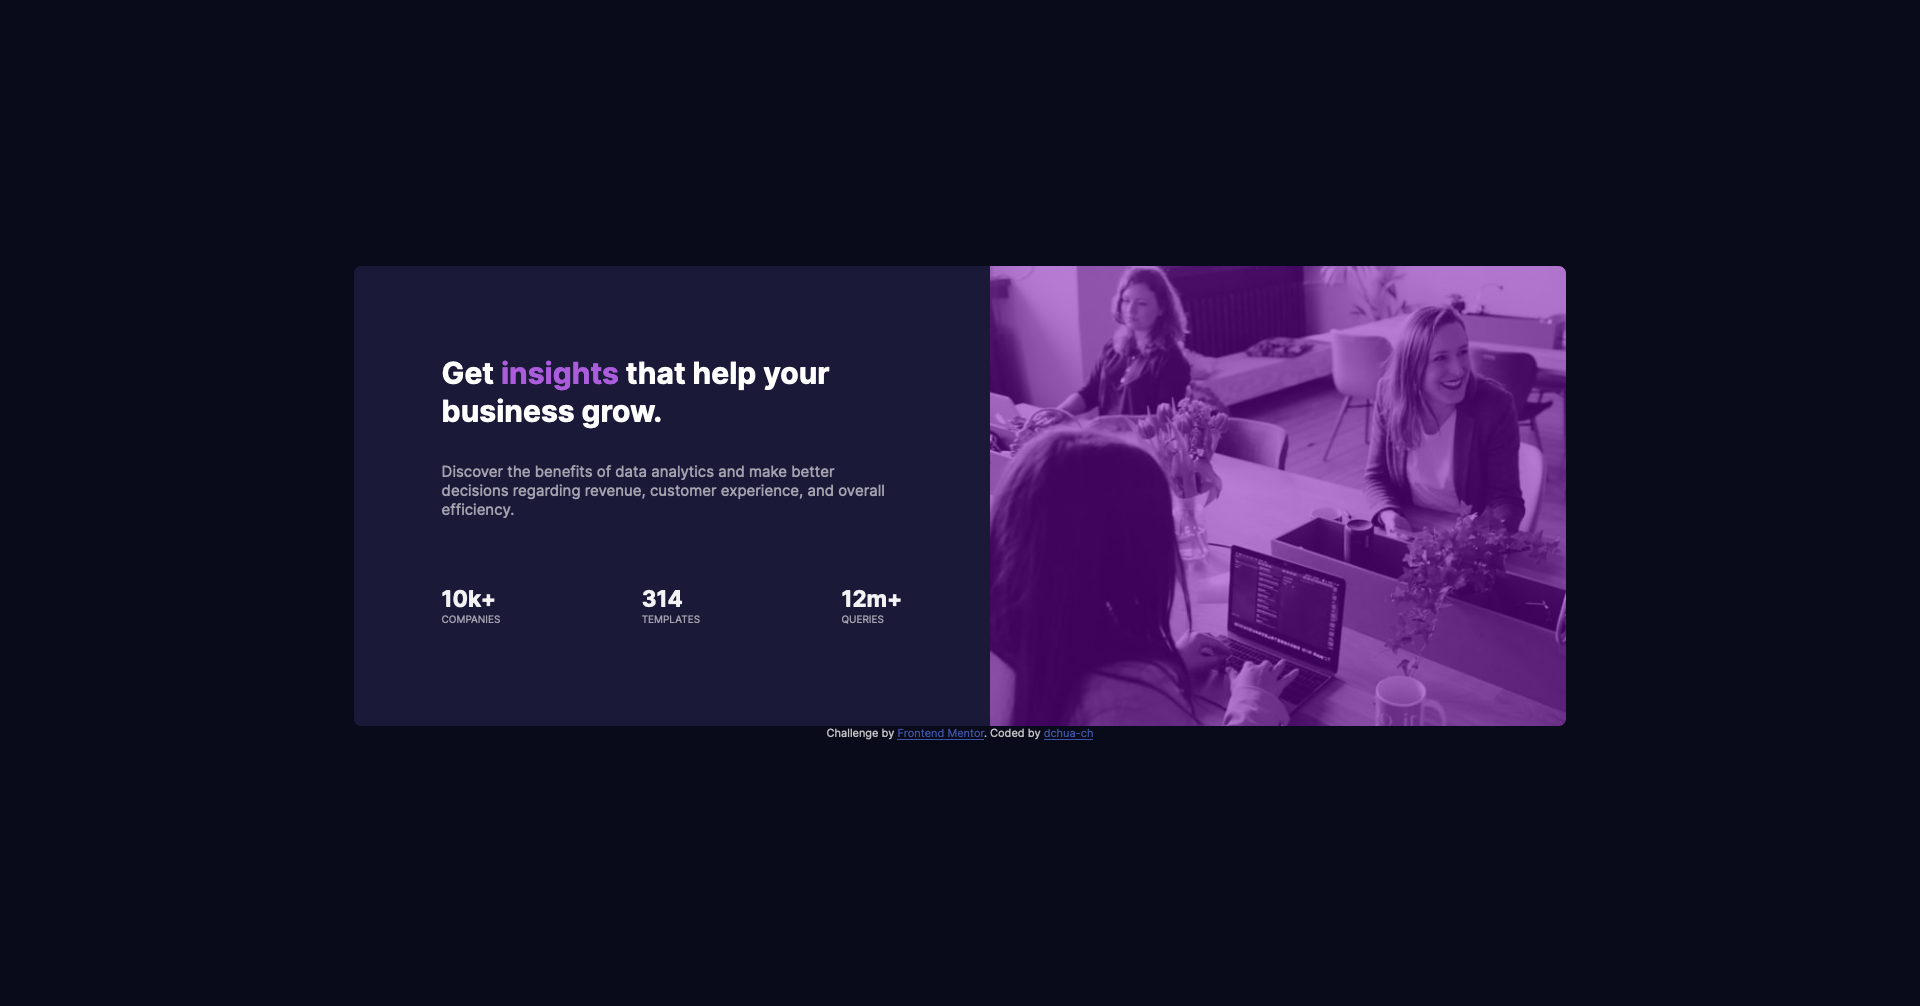 Get insights that help your
business grow.
Discover the benefits of data analytics and make better
decisions regarding revenue, customer experience, and overall
efficiency.
10k+
COMPANIES
314
TEMPLATES
12m+
QUERIES
Challenge by Frontend Mentor. Coded by dchua-ch